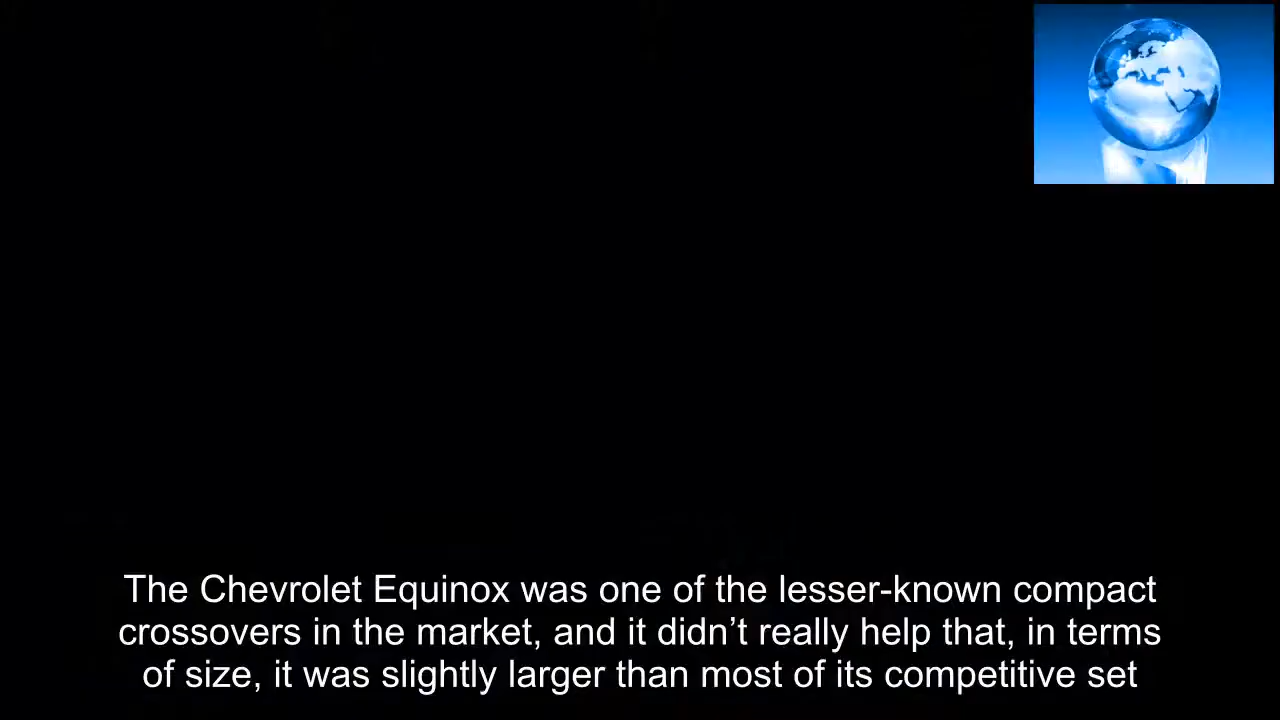 The Chevrolet Equinox was one of the lesser-known compact
crossovers in the market, and it didn’t really help that, in terms
of size, it was slightly larger than most of its competitive set